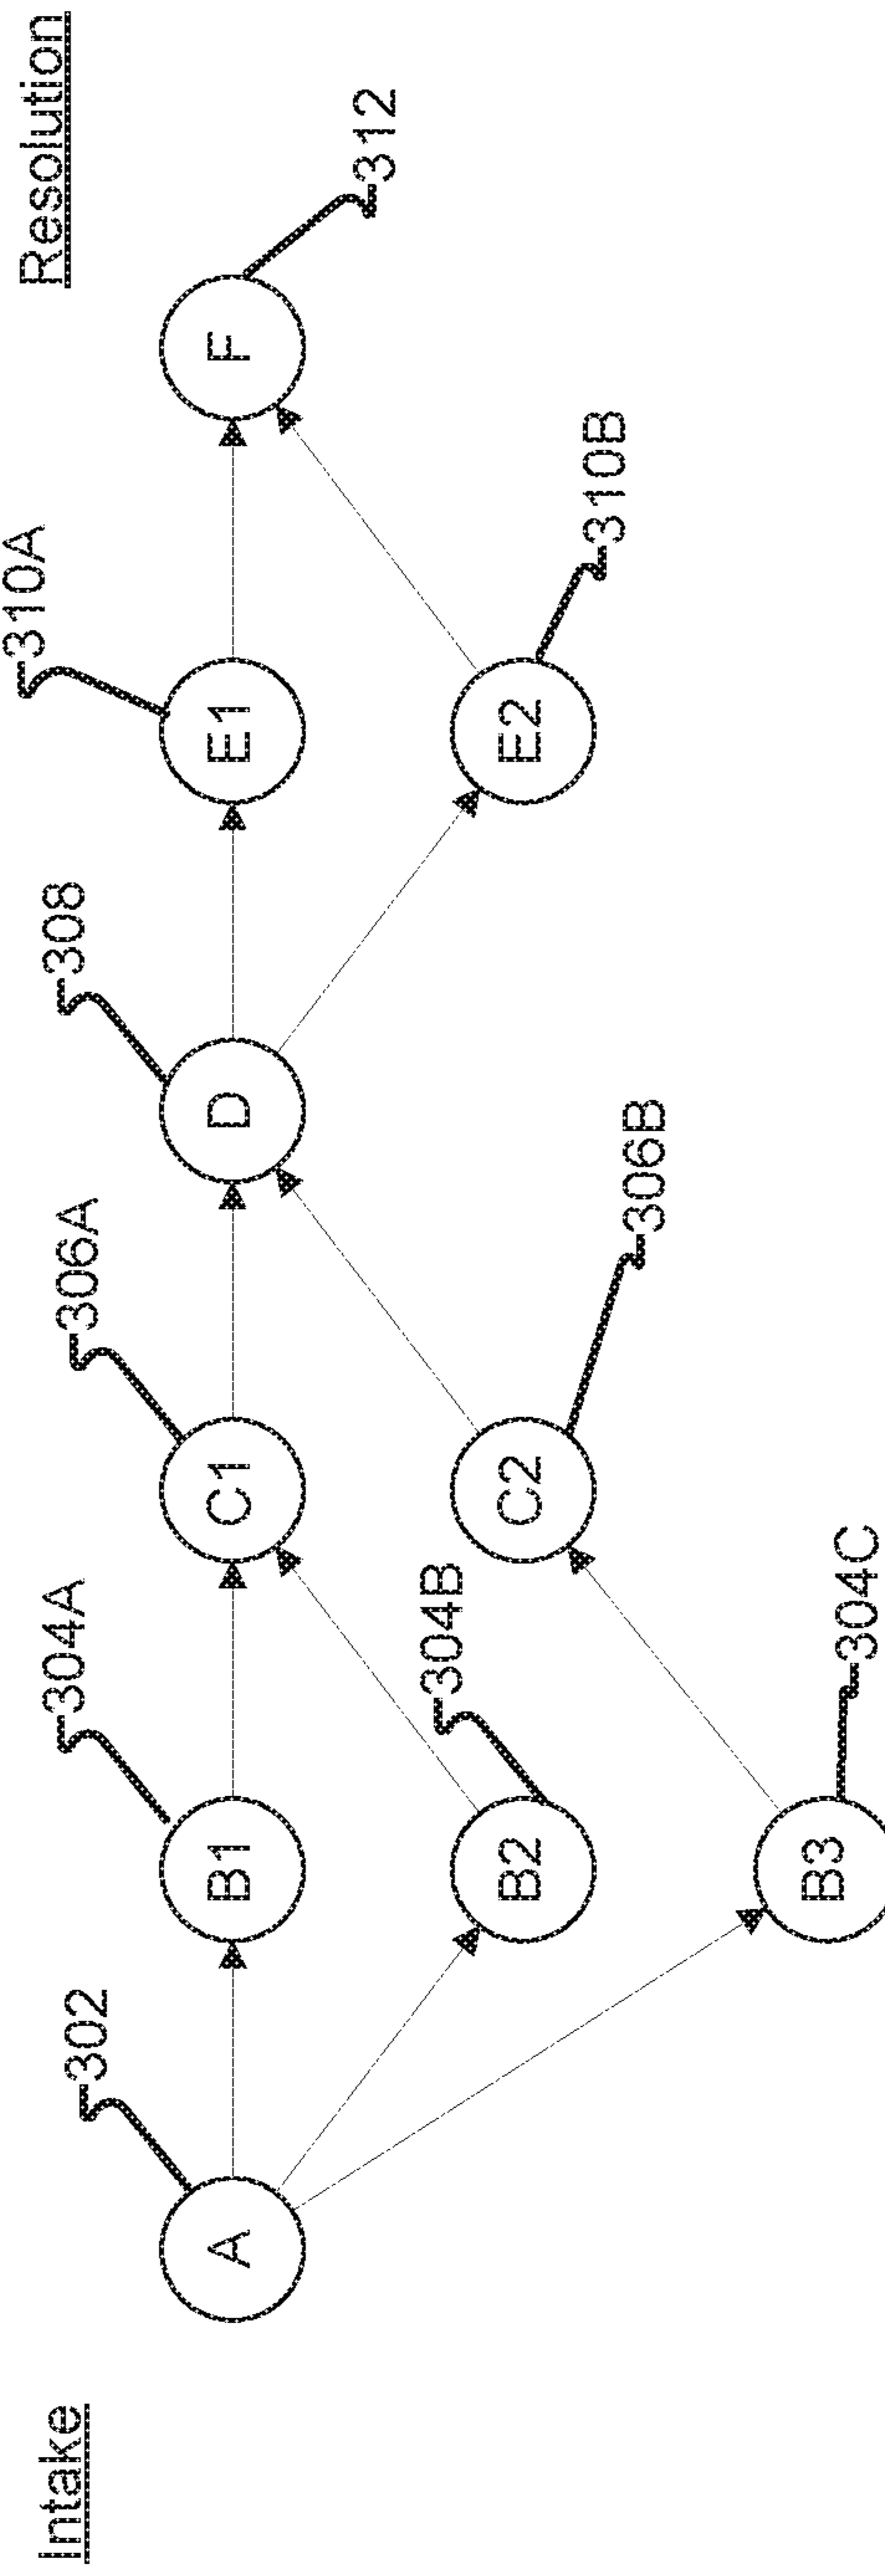 Intake
Resolution
302
304A
306A
308
310A
A
B1
C1
D
E1
F
312
304B
B2
C2
306B
E2
310B
B3
304C